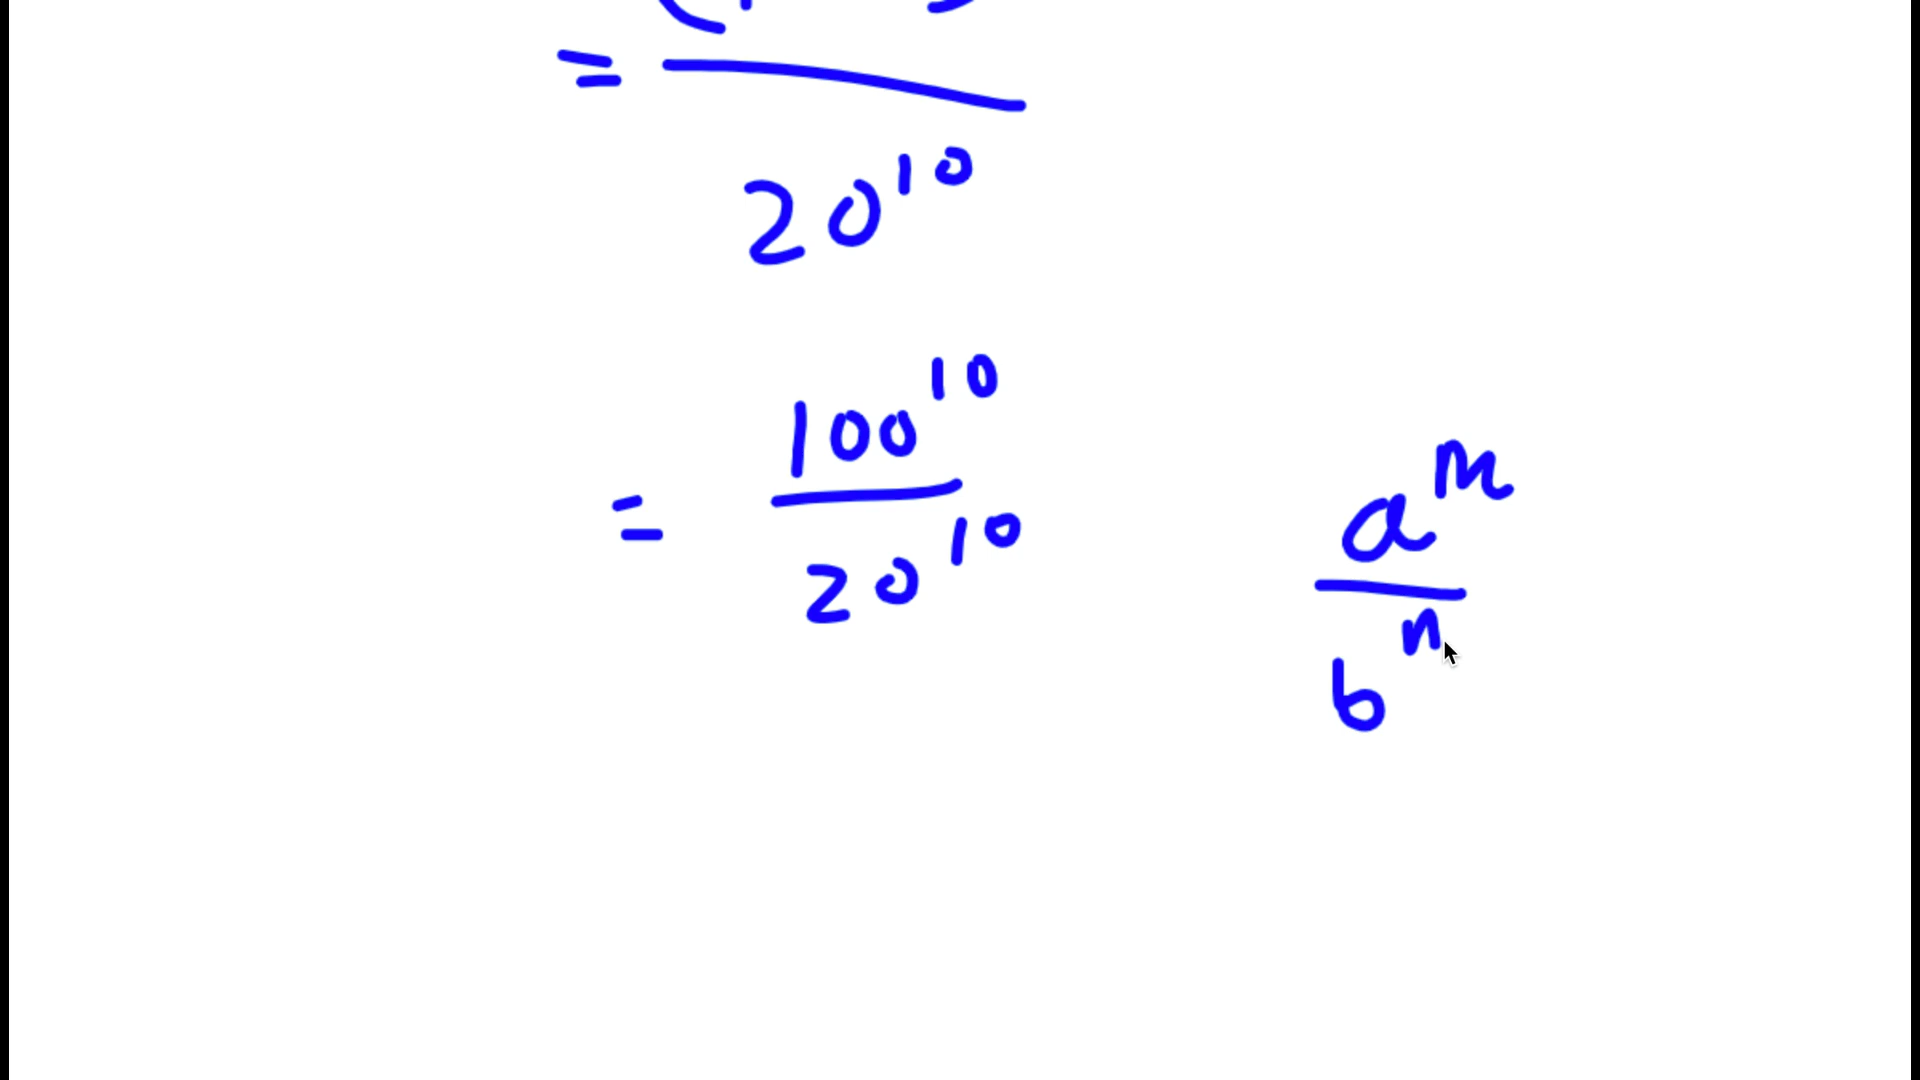 =
20^10
= 100^10 / 20^10
a^m / b^n